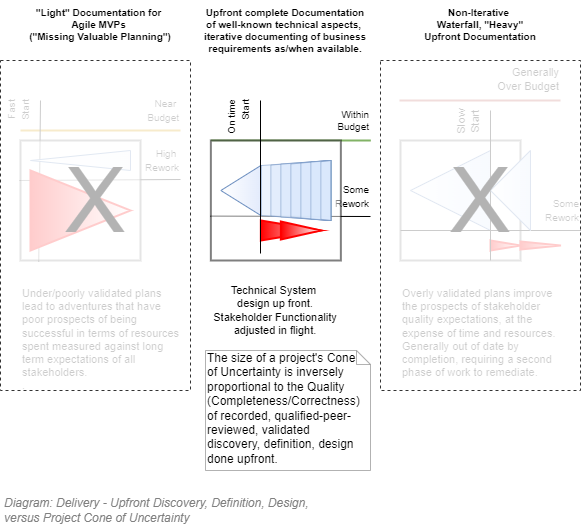 "Light" Documentation for
Agile MVPs
("Missing Valuable Planning")
Upfront complete Documentation
of well-known technical aspects,
iterative documenting of business
requirements as/when available.
Non-Iterative
Waterfall, "Heavy"
Upfront Documentation
Fast
Start
Near
Budget
High
Rework
X
Under/poorly validated plans
lead to adventures that have
poor prospects of being
successful in terms of resources
spent measured against long
term expectations of all
stakeholders.
On time
Start
Within
Budget
Some
Rework
Technical System
design up front.
Stakeholder Functionality
adjusted in flight.
The size of a project's Cone
of Uncertainty is inversely
proportional to the Quality
(Completeness/Correctness)
of recorded, qualified-peer-
reviewed, validated
discovery, definition, design
done upfront.
Generally
Over Budget
Slow
Start
Some
Rework
X
Overly validated plans improve
the prospects of stakeholder
quality expectations, at the
expense of time and resources.
Generally out of date by
completion, requiring a second
phase of work to remediate.
Diagram: Delivery - Upfront Discovery, Definition, Design,
versus Project Cone of Uncertainty